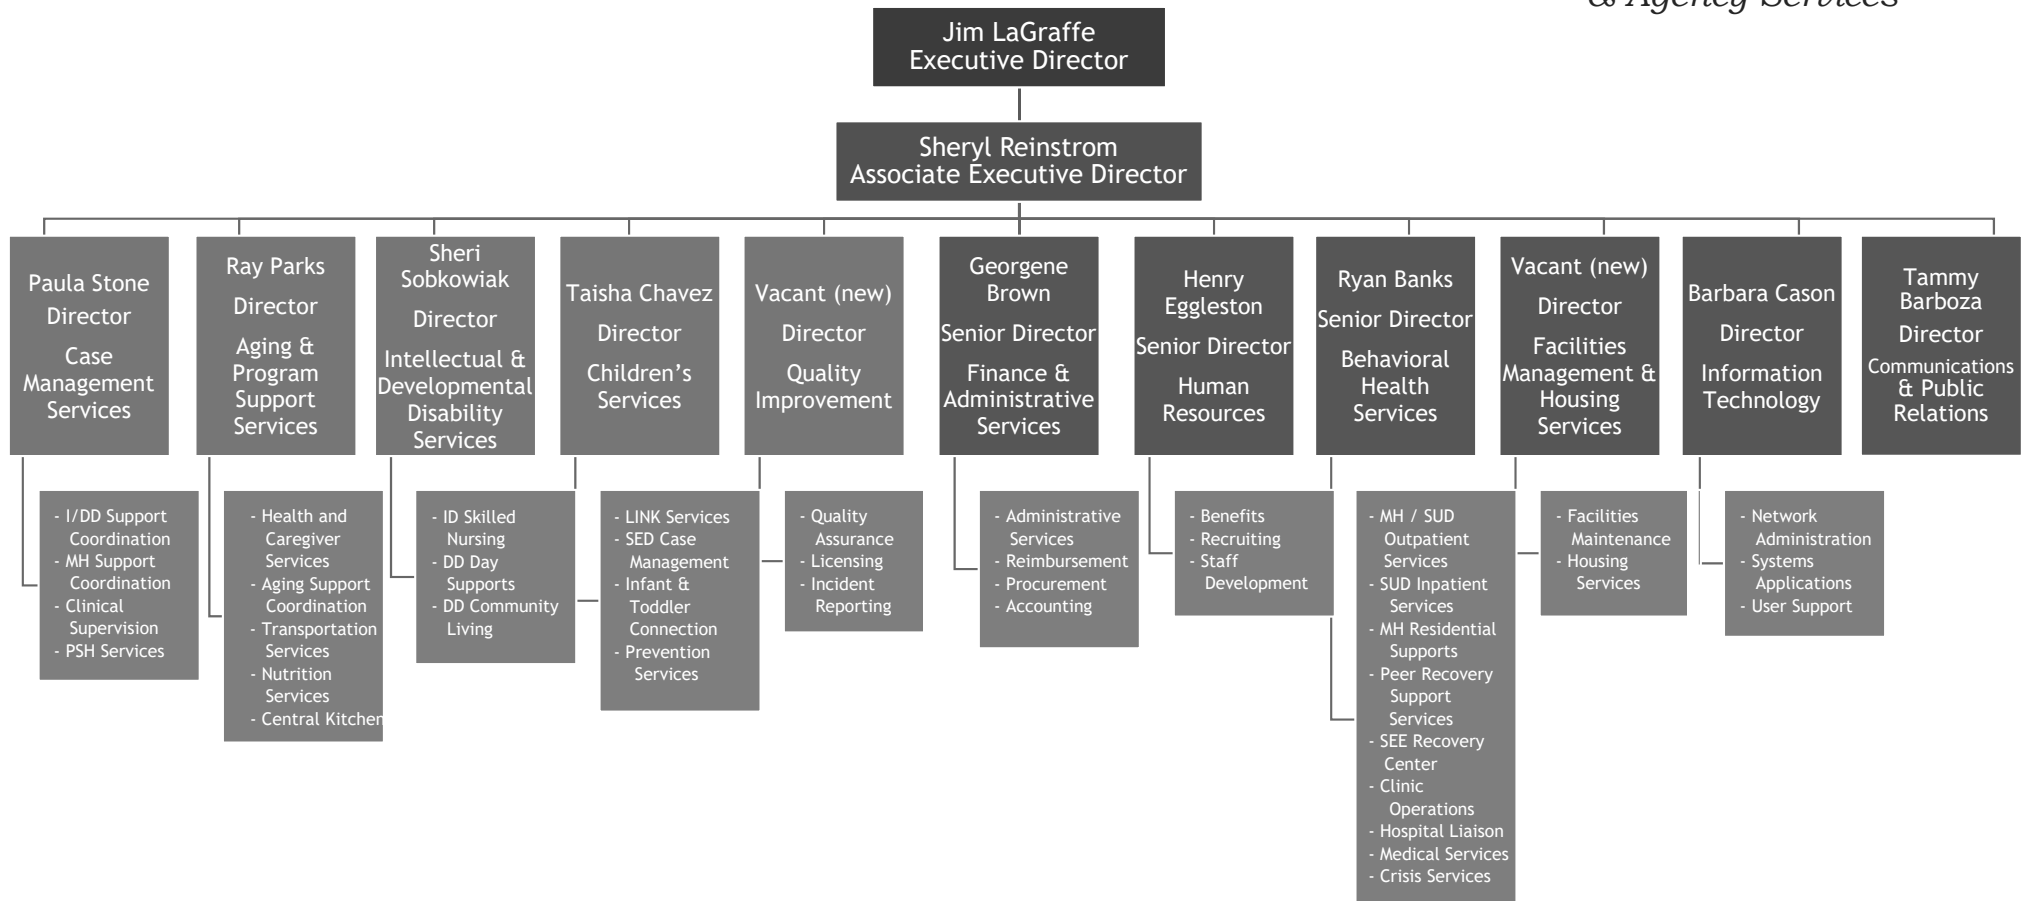 & Agency Services
Jim LaGraffe
Executive Director
Sheryl Reinstrom
Associate Executive Director
Paula Stone
Director
Case
Management
Services
Ray Parks
Director
Aging &
Program
Support
Services
Sheri
Sobkowiak
Director
Intellectual &
Developmental
Disability
Services
Taisha Chavez
Director
Children's
Services
Vacant (new)
Director
Quality
Improvement
Georgene
Brown
Senior Director
Finance &
Administrative
Services
Henry
Eggleston
Senior Director
Human
Resources
Ryan Banks
Senior Director
Behavioral
Health
Services
Vacant (new)
Director
Facilities
Management &
Housing
Services
Barbara Cason
Director
Information
Technology
Tammy
Barboza
Director
Communications
& Public
Relations
- I/DD Support
Coordination
- MH Support
Coordination
- Clinical
Supervision
- PSH Services
- Health and
Caregiver
Services
- Aging Support
Coordination
- Transportation
Services
- Nutrition
Services
- Central Kitchen
- ID Skilled
Nursing
- DD Day
Supports
- DD Community
Living
- LINK Services
- SED Case
Management
- Infant &
Toddler
Connection
- Prevention
Services
- Quality
Assurance
- Licensing
- Incident
Reporting
- Administrative
Services
- Reimbursement
- Procurement
- Accounting
- Benefits
- Recruiting
- Staff
Development
- MH / SUD
Outpatient
Services
- SUD Inpatient
Services
- MH Residential
Supports
- Peer Recovery
Support
Services
- SEE Recovery
Center
- Clinic
Operations
- Hospital Liaison
- Medical Services
- Crisis Services
- Facilities
Maintenance
- Housing
Services
- Network
Administration
- Systems
Applications
- User Support